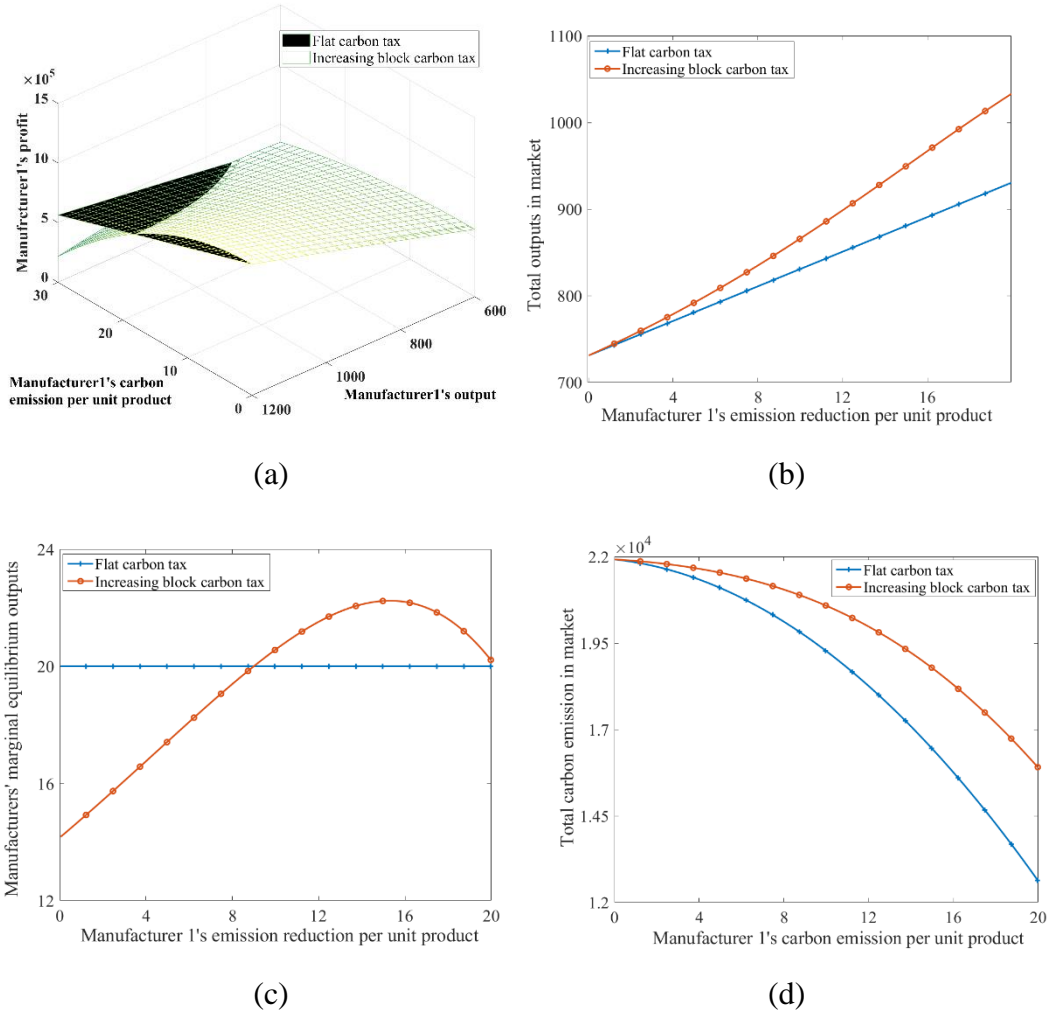 Flat carbon tax
Increasing block carbon tax
×10^5
15
10
5
0
Manufrcturer1's profit
30
20
10
0
Manufacturer1's carbon
emission per unit product
1200
1000
800
600
Manufacturer1's output
(a)
Flat carbon tax
Increasing block carbon tax
1100
1000
900
800
700
Total outputs in market
0
4
8
12
16
Manufacturer 1's emission reduction per unit product
(b)
Flat carbon tax
Increasing block carbon tax
24
20
16
12
Manufacturers' marginal equilibrium outputs
0
4
8
12
16
20
Manufacturer 1's emission reduction per unit product
(c)
×10^4
Flat carbon tax
Increasing block carbon tax
2.2
1.95
1.7
1.45
1.2
Total carbon emission in market
0
4
8
12
16
20
Manufacturer 1's carbon emission per unit product
(d)